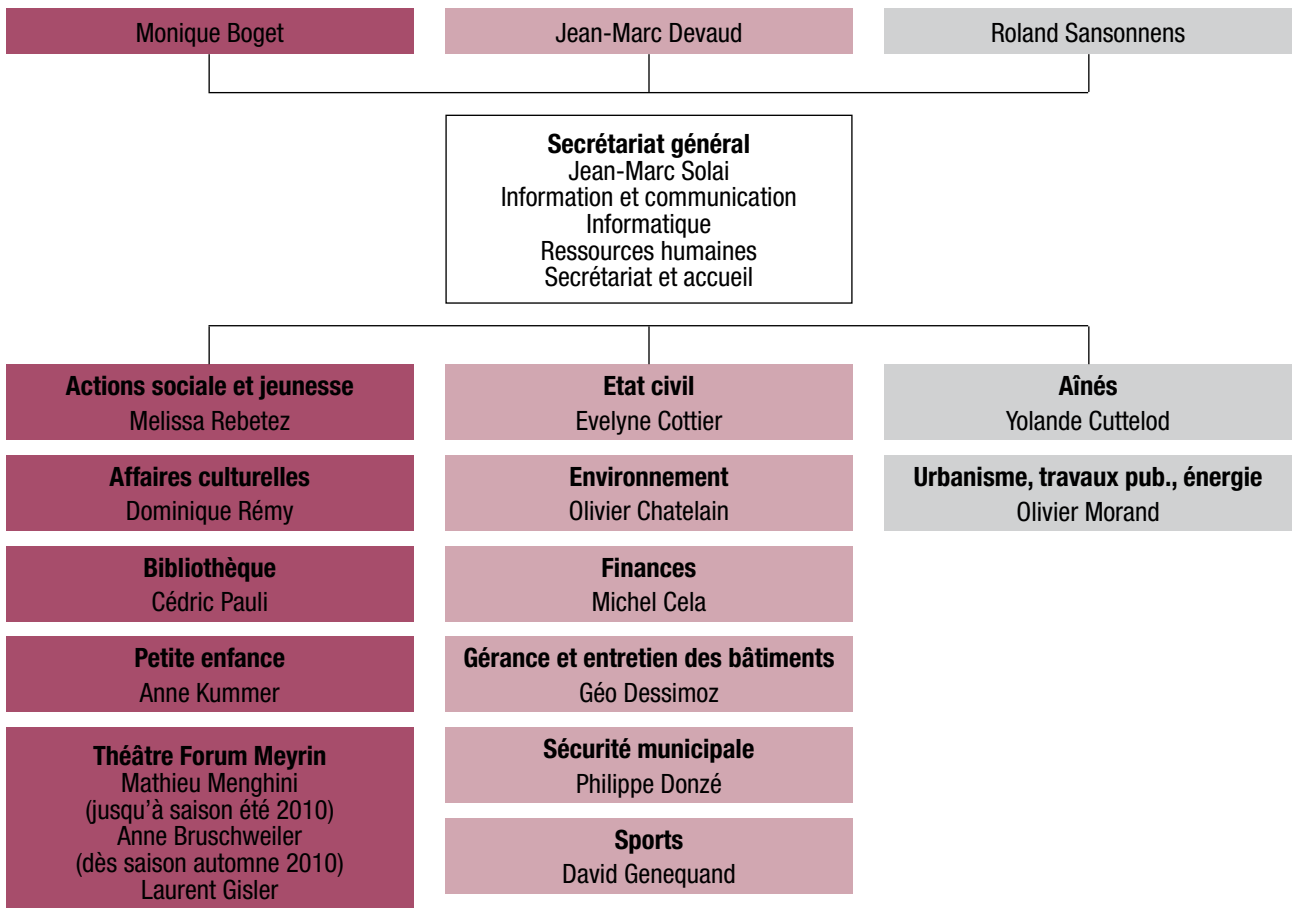 Monique Boget
Jean-Marc Devaud
Roland Sansonnens
Secrétariat général
Jean-Marc Solai
Information et communication
Informatique
Ressources humaines
Secrétariat et accueil
Actions sociale et jeunesse
Melissa Rebetez
Affaires culturelles
Dominique Rémy
Bibliothèque
Cédric Pauli
Petite enfance
Anne Kummer
Théâtre Forum Meyrin
Mathieu Menghini
(jusqu'à saison été 2010)
Anne Bruschweiler
(dès saison automne 2010)
Laurent Gisler
Etat civil
Evelyne Cottier
Environnement
Olivier Chatelain
Finances
Michel Cela
Gérance et entretien des bâtiments
Géo Dessimoz
Sécurité municipale
Philippe Donzé
Sports
David Genequand
Aînés
Yolande Cuttelod
Urbanisme, travaux pub., énergie
Olivier Morand